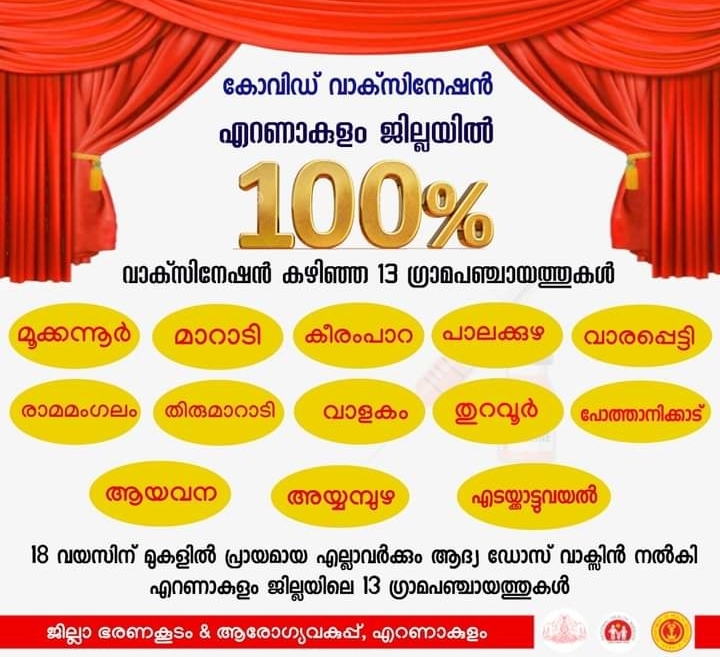 കോവിഡ് വാക്സിനേഷൻ
എറണാകുളം ജില്ലയിൽ
100%
വാക്സിനേഷൻ കഴിഞ്ഞ 13 ഗ്രാമപഞ്ചായത്തുകൾ
മൂക്കന്നൂർ മാറാടി കീരംപാറ പാലക്കുഴ വാരപ്പെട്ടി
രാമമംഗലം തിരുമാറാടി വാളകം തുറവൂർ പോത്താനിക്കാട്
ആയവന അയ്യമ്പുഴ എടയ്ക്കാട്ടുവയൽ
18 വയസിന് മുകളിൽ പ്രായമായ എല്ലാവർക്കും ആദ്യ ഡോസ് വാക്സിൻ നൽകി
എറണാകുളം ജില്ലയിലെ 13 ഗ്രാമപഞ്ചായത്തുകൾ
ജില്ലാ ഭരണകൂടം & ആരോഗ്യവകുപ്പ്, എറണാകുളം